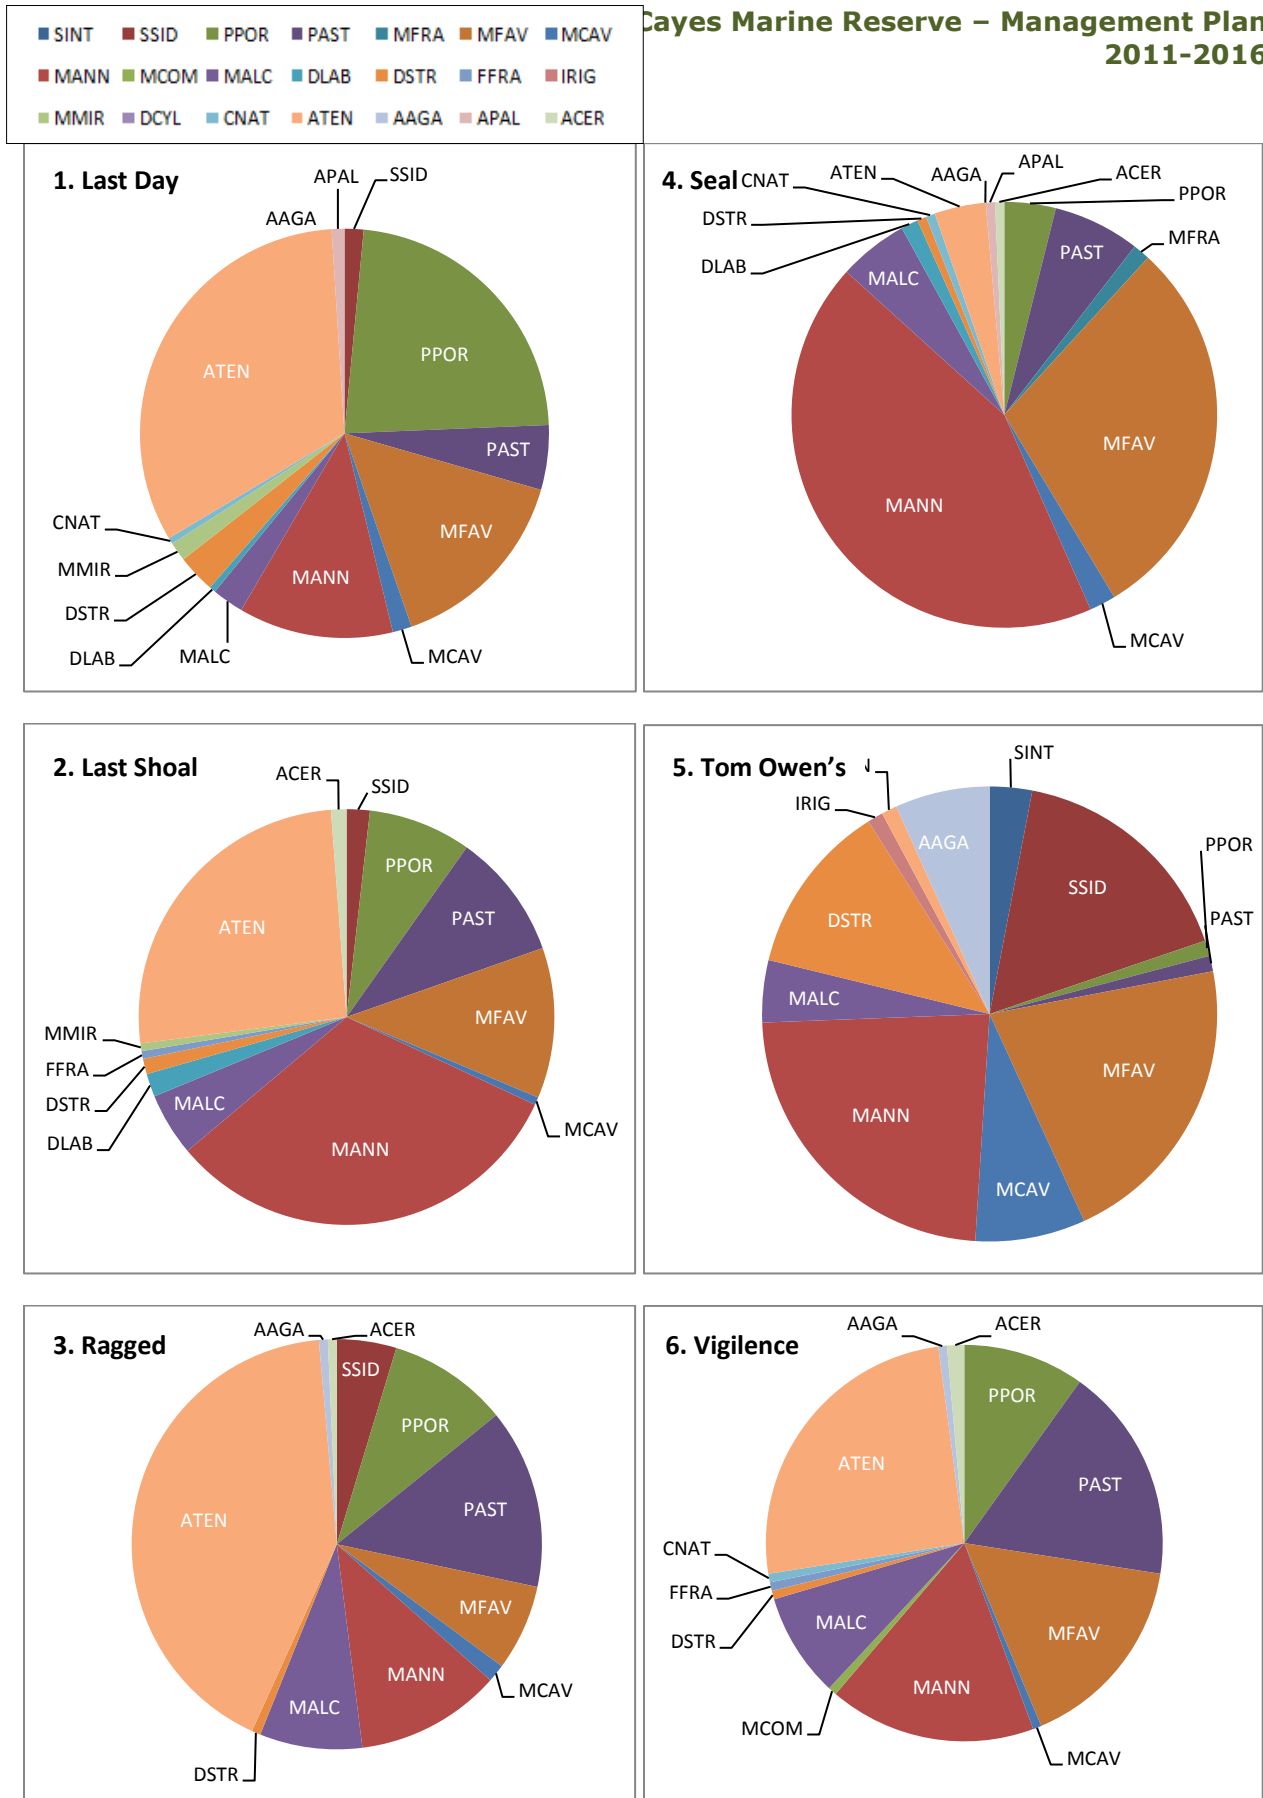 Cayes Marine Reserve – Management Plan
2011-2016
SINT SSID PPOR PAST MFRA MFAV MCAV
MANN MCOM MALC DLAB DSTR FFRA IRIG
MMIR DCYL CNAT ATEN AAGA APAL ACER
1. Last Day
APAL
SSID
AAGA
PPOR
ATEN
PAST
MFAV
CNAT
MMIR
MANN
DSTR
DLAB
MALC
MCAV
4. Seal
CNAT
ATEN
AAGA
APAL
ACER
PPOR
DSTR
PAST
MFRA
DLAB
MALC
MFAV
MANN
MCAV
2. Last Shoal
ACER
SSID
PPOR
PAST
ATEN
MFAV
MMIR
FFRA
DSTR
MALC
DLAB
MCAV
MANN
5. Tom Owen's
SINT
IRIG
AAGA
PPOR
SSID
PAST
DSTR
MALC
MFAV
MANN
MCAV
3. Ragged
AAGA
ACER
SSID
PPOR
PAST
ATEN
MFAV
MANN
MCAV
MALC
DSTR
6. Vigilence
AAGA
ACER
PPOR
ATEN
PAST
CNAT
FFRA
MALC
DSTR
MFAV
MANN
MCOM
MCAV